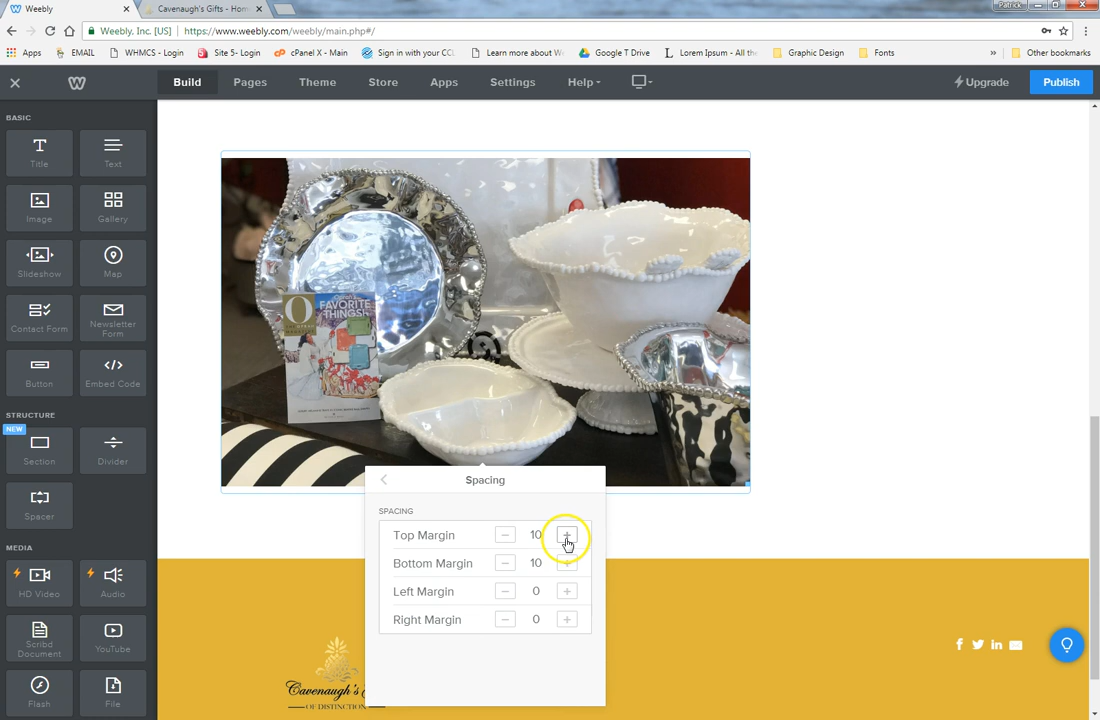 Weebly
Cavenaugh's Gifts - Hom
Patrick
Weebly, Inc. [US] https://www.weebly.com/weebly/main.php#/
Apps EMAIL WHMCS - Login Site 5- Login cPanel X - Main Sign in with your CCL Learn more about W Google T Drive Lorem Ipsum - All the Graphic Design Fonts » Other bookmarks
Build Pages Theme Store Apps Settings Help Upgrade Publish
BASIC
Title Text
Image Gallery
Slideshow Map
Contact Form Newsletter Form
Button Embed Code
STRUCTURE
NEW
Section Divider
Spacer
MEDIA
HD Video Audio
Scribd Document YouTube
Flash File
O
FAVORITE
THINGS!
Spacing
SPACING
Top Margin − 10 +
Bottom Margin − 10 +
Left Margin − 0 +
Right Margin − 0 +
Cavenaugh's
OF DISTINCTION